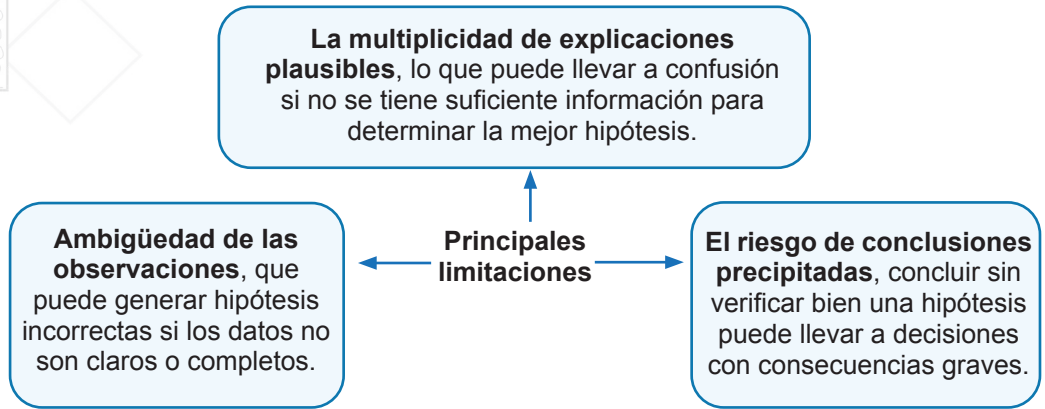 La multiplicidad de explicaciones
plausibles, lo que puede llevar a confusión
si no se tiene suficiente información para
determinar la mejor hipótesis.
Ambigüedad de las
observaciones, que
puede generar hipótesis
incorrectas si los datos no
son claros o completos.
Principales
limitaciones
El riesgo de conclusiones
precipitadas, concluir sin
verificar bien una hipótesis
puede llevar a decisiones
con consecuencias graves.